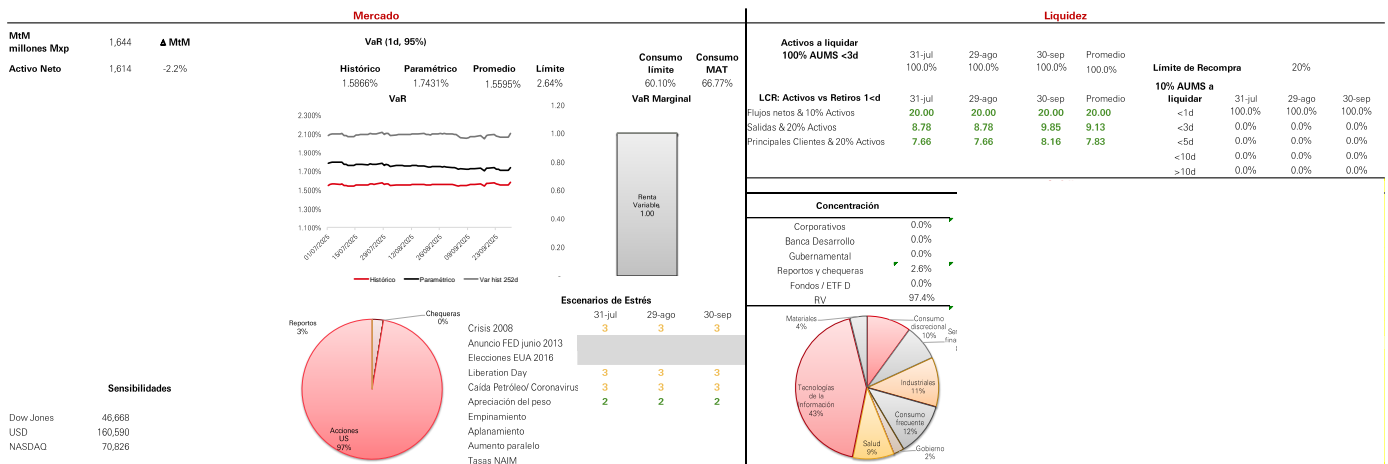 Mercado
MtM
millones Mxp 1,644 Δ MtM
Activo Neto 1,614 -2.2%
VaR (1d, 95%)
Histórico Paramétrico Promedio Límite
1.5866% 1.7431% 1.5595% 2.64%
Consumo límite Consumo MAT
60.10% 66.77%
VaR
2.300%
2.100%
1.900%
1.700%
1.500%
1.300%
1.100%
01/07/2025 15/07/2025 29/07/2025 12/08/2025 26/08/2025 09/09/2025 23/09/2025
Histórico Paramétrico Var hist 252d
VaR Marginal
1.20
1.00
0.80
0.60
0.40
0.20
-
Renta
Variable,
1.00
Reportos
3%
Chequeras
0%
Acciones
US
97%
Escenarios de Estrés
31-jul 29-ago 30-sep
Crisis 2008 3 3 3
Anuncio FED junio 2013
Elecciones EUA 2016
Liberation Day 3 3 3
Caída Petróleo/ Coronavirus 3 3 3
Apreciación del peso 2 2 2
Empinamiento
Aplanamiento
Aumento paralelo
Tasas NAIM
Sensibilidades
Dow Jones 46,668
USD 160,590
NASDAQ 70,826
Liquidez
Activos a liquidar
100% AUMS <3d
31-jul 29-ago 30-sep Promedio
100.0% 100.0% 100.0% 100.0%
Límite de Recompra 20%
LCR: Activos vs Retiros 1<d 31-jul 29-ago 30-sep Promedio
Flujos netos & 10% Activos 20.00 20.00 20.00 20.00
Salidas & 20% Activos 8.78 8.78 9.85 9.13
Principales Clientes & 20% Activos 7.66 7.66 8.16 7.83
10% AUMS a
liquidar 31-jul 29-ago 30-sep
<1d 100.0% 100.0% 100.0%
<3d 0.0% 0.0% 0.0%
<5d 0.0% 0.0% 0.0%
<10d 0.0% 0.0% 0.0%
>10d 0.0% 0.0% 0.0%
Concentración
Corporativos 0.0%
Banca Desarrollo 0.0%
Gubernamental 0.0%
Reportos y chequeras 2.6%
Fondos / ETF D 0.0%
RV 97.4%
Materiales
4%
Consumo
discrecional
10%
Industriales
11%
Consumo
frecuente
12%
Gobierno
2%
Salud
9%
Tecnologías
de la
información
43%